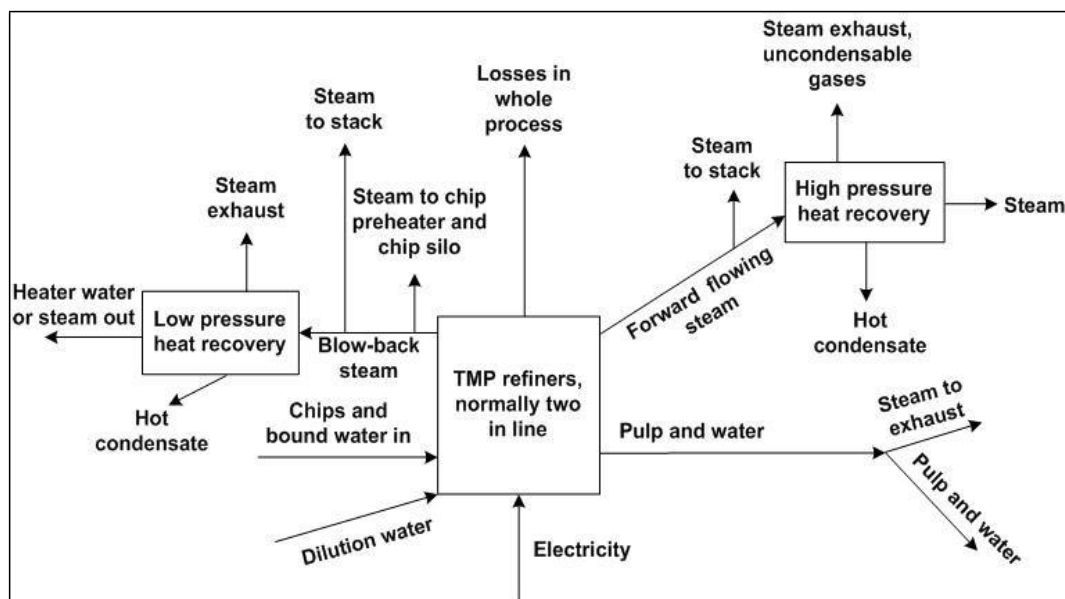 Steam exhaust,
uncondensable
gases
Losses in
whole
process
Steam
to stack
Steam
to stack
Steam to chip
preheater and
chip silo
Steam
exhaust
High pressure
heat recovery
Steam
Heater water
or steam out
Low pressure
heat recovery
Forward flowing
steam
Hot
condensate
Blow-back
steam
TMP refiners,
normally two
in line
Hot
condensate
Chips and
bound water in
Pulp and water
Steam to
exhaust
Pulp and
water
Dilution water
Electricity